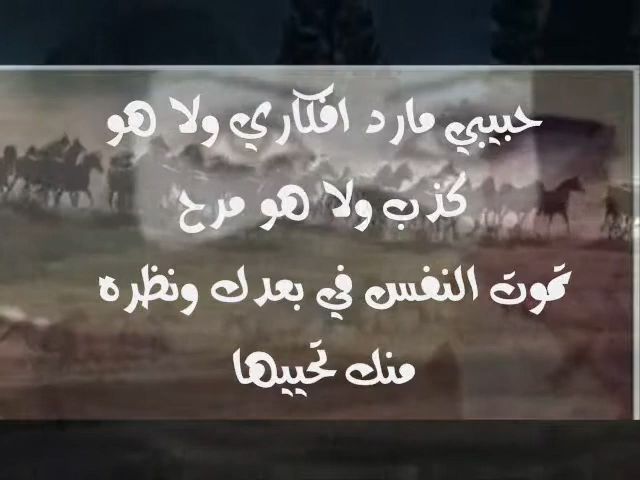 حبيبي مارد افكاري ولا هو
كذب ولا هو مرح
تموت النفس في بعدك ونظره
منك تحييها